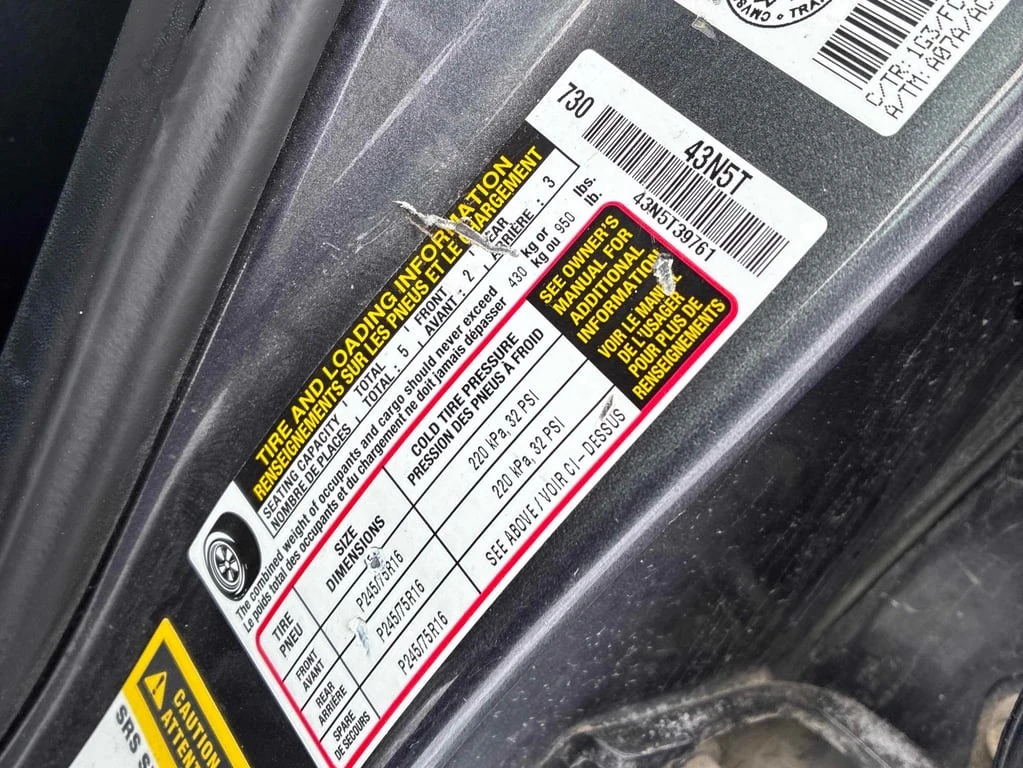 C/TR: 1G3/FC
A/TM: A07A/AC
730
43N5T
43N5T39761
TIRE AND LOADING INFORMATION
RENSEIGNEMENTS SUR LES PNEUS ET LE CHARGEMENT
SEATING CAPACITY TOTAL 5 FRONT 2 REAR 3
NOMBRE DE PLACES TOTAL : AVANT : ARRIÈRE :
The combined weight of occupants and cargo should never exceed 430 kg or 950 lbs.
Le poids total des occupants et du chargement ne doit jamais dépasser kg ou lb.
TIRE SIZE COLD TIRE PRESSURE
PNEU DIMENSIONS PRESSION DES PNEUS À FROID
FRONT
AVANT
P245/75R16 220 kPa, 32 PSI
REAR
ARRIÈRE
P245/75R16 220 kPa, 32 PSI
SPARE
DE SECOURS
P245/75R16 SEE ABOVE / VOIR CI - DESSUS
SEE OWNER'S
MANUAL FOR
ADDITIONAL
INFORMATION
VOIR LE MANUEL
DE L'USAGER
POUR PLUS DE
RENSEIGNEMENTS
CAUTION
SRS